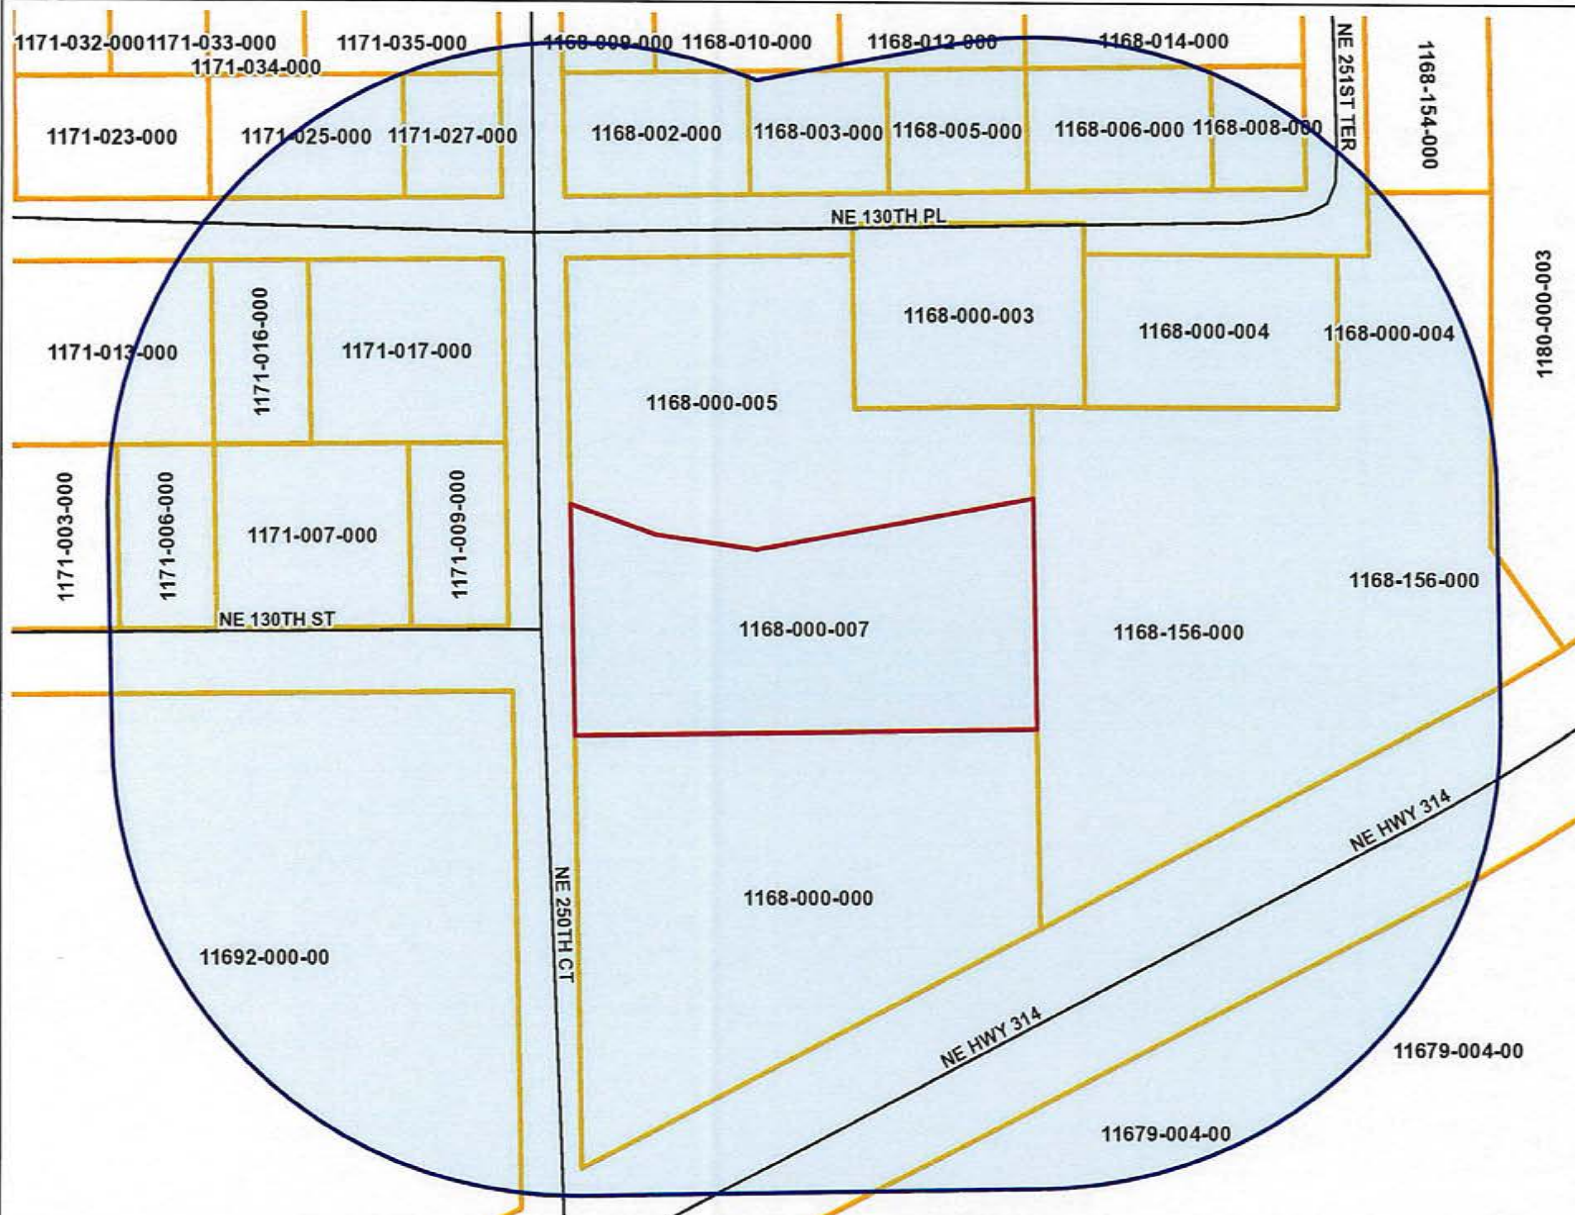 1171-032-000 1171-033-000 1171-035-000 1168-009-000 1168-010-000 1168-012-000 1168-014-000
1171-034-000
NE 251ST TER
1168-154-000
1171-023-000 1171-025-000 1171-027-000 1168-002-000 1168-003-000 1168-005-000 1168-006-000 1168-008-000
NE 130TH PL
1171-013-000 1171-016-000 1171-017-000 1168-000-003 1168-000-004 1168-000-004 1180-000-003
1168-000-005
1171-003-000 1171-006-000 1171-007-000 1171-009-000
1168-156-000
NE 130TH ST
1168-000-007 1168-156-000
NE HWY 314
NE 250TH CT
1168-000-000
11692-000-00
NE HWY 314
11679-004-00
11679-004-00